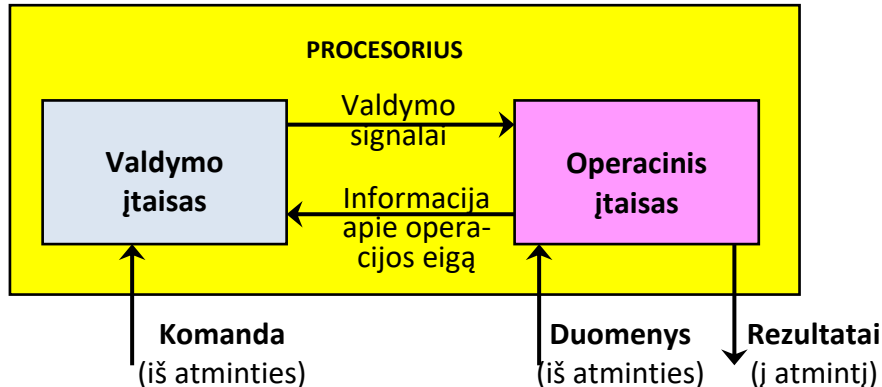 PROCESORIUS
Valdymo
įtaisas
Valdymo
signalai
Informacija
apie opera-
cijos eigą
Operacinis
įtaisas
Komanda
(iš atminties)
Duomenys
(iš atminties)
Rezultatai
(į atmintį)